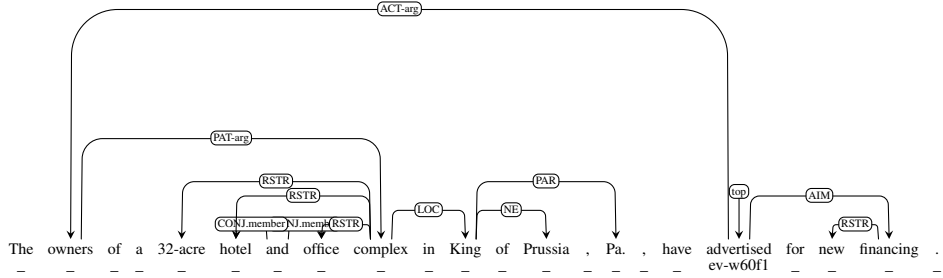 ACT-arg
PAT-arg
RSTR
PAR
RSTR
top
AIM
LOC
NE
CONJ.member
RSTR
RSTR
The owners of a 32-acre hotel and office complex in King of Prussia , Pa. , have advertised for new financing .
_ _ _ _ _ _ _ _ _ _ _ _ _ _ _ _ _ ev-w60f1 _ _ _ _